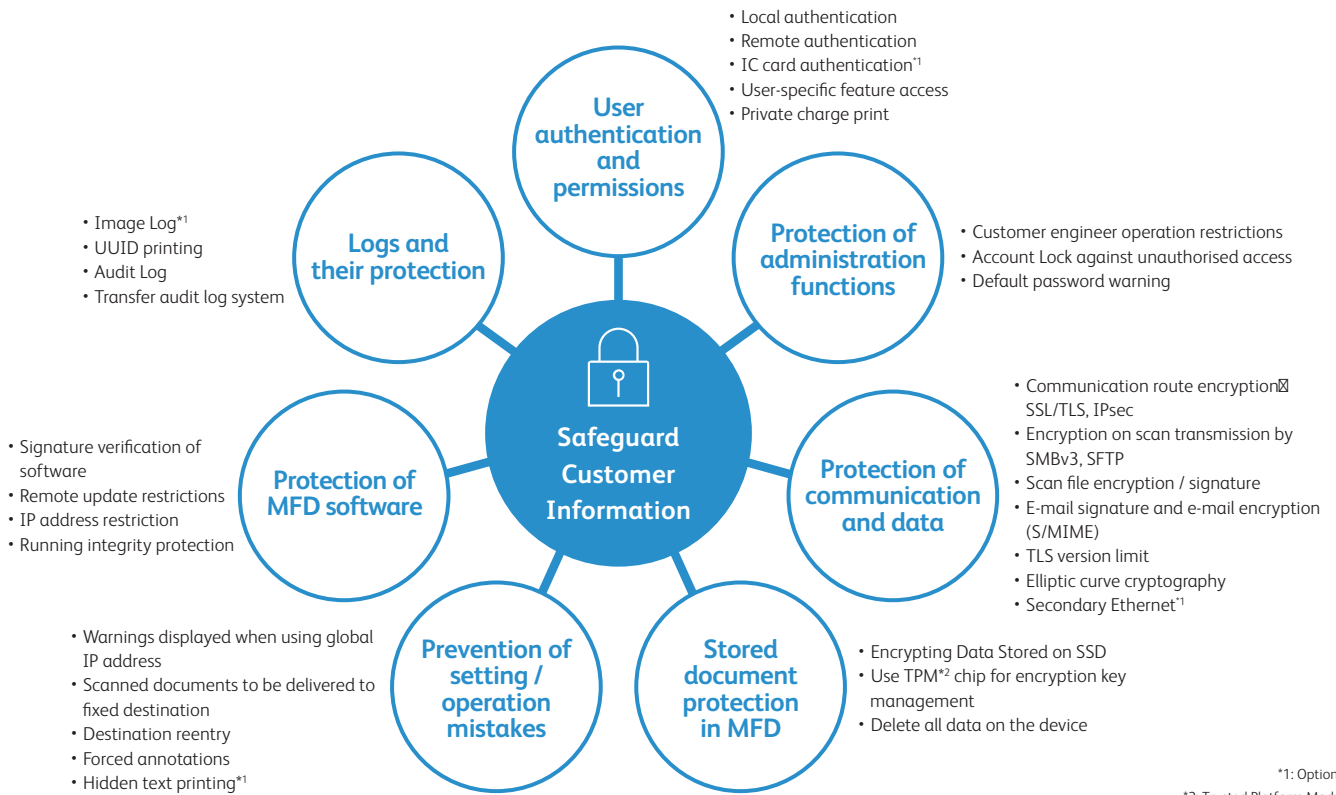 • Local authentication
• Remote authentication
• IC card authentication*1
• User-specific feature access
• Private charge print
User
authentication
and
permissions
• Image Log*1
• UUID printing
• Audit Log
• Transfer audit log system
Logs and
their protection
Protection of
administration
functions
• Customer engineer operation restrictions
• Account Lock against unauthorised access
• Default password warning
Safeguard
Customer
Information
• Signature verification of
software
• Remote update restrictions
• IP address restriction
• Running integrity protection
Protection of
MFD software
Protection of
communication
and data
• Communication route encryption
SSL/TLS, IPsec
• Encryption on scan transmission by
SMBv3, SFTP
• Scan file encryption / signature
• E-mail signature and e-mail encryption
(S/MIME)
• TLS version limit
• Elliptic curve cryptography
• Secondary Ethernet*1
• Warnings displayed when using global
IP address
• Scanned documents to be delivered to
fixed destination
• Destination reentry
• Forced annotations
• Hidden text printing*1
Prevention of
setting /
operation
mistakes
Stored
document
protection
in MFD
• Encrypting Data Stored on SSD
• Use TPM*2 chip for encryption key
management
• Delete all data on the device
*1: Option